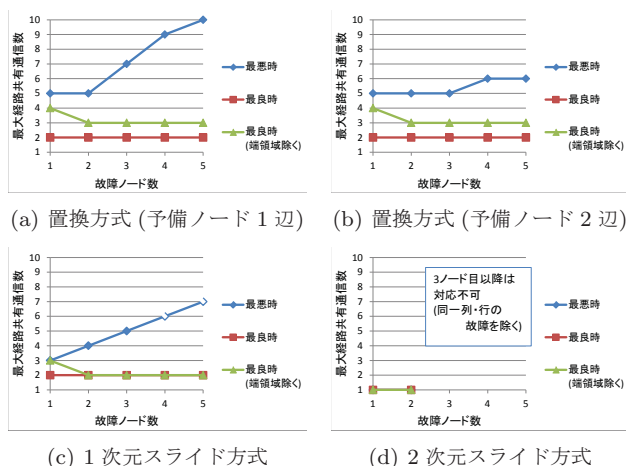 10
9
8
7
6
5
4
3
2
1
最大経路共有通信数
1 2 3 4 5
故障ノード数
最悪時
最良時
最良時
(端領域除く)
(a) 置換方式 (予備ノード 1 辺)
10
9
8
7
6
5
4
3
2
1
最大経路共有通信数
1 2 3 4 5
故障ノード数
最悪時
最良時
最良時
(端領域除く)
(b) 置換方式 (予備ノード 2 辺)
10
9
8
7
6
5
4
3
2
1
最大経路共有通信数
1 2 3 4 5
故障ノード数
最悪時
最良時
最良時
(端領域除く)
(c) 1 次元スライド方式
10
9
8
7
6
5
4
3
2
1
最大経路共有通信数
1 2 3 4 5
故障ノード数
3ノード目以降は
対応不可
(同一列・行の
故障を除く)
最悪時
最良時
最良時
(端領域除く)
(d) 2 次元スライド方式